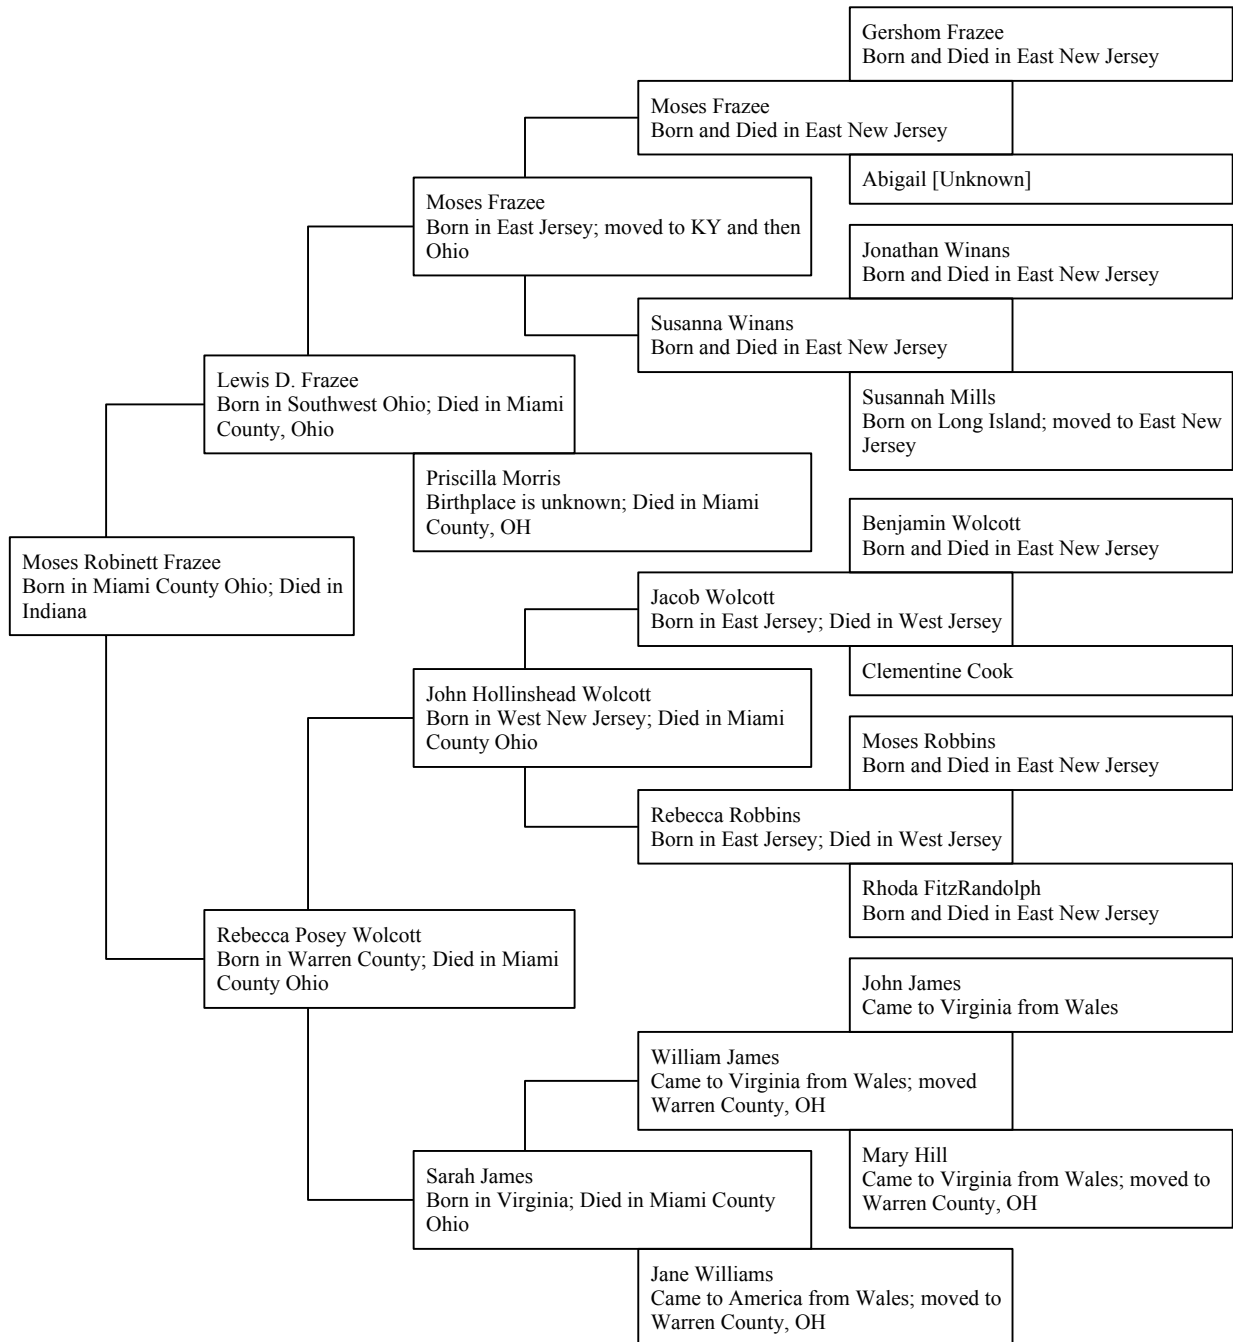 Gershom Frazee
Born and Died in East New Jersey
Moses Frazee
Born and Died in East New Jersey
Abigail [Unknown]
Moses Frazee
Born in East Jersey; moved to KY and then
Ohio
Jonathan Winans
Born and Died in East New Jersey
Susanna Winans
Born and Died in East New Jersey
Lewis D. Frazee
Born in Southwest Ohio; Died in Miami
County, Ohio
Susannah Mills
Born on Long Island; moved to East New
Jersey
Priscilla Morris
Birthplace is unknown; Died in Miami
County, OH
Benjamin Wolcott
Born and Died in East New Jersey
Moses Robinett Frazee
Born in Miami County Ohio; Died in
Indiana
Jacob Wolcott
Born in East Jersey; Died in West Jersey
Clementine Cook
John Hollinshead Wolcott
Born in West New Jersey; Died in Miami
County Ohio
Moses Robbins
Born and Died in East New Jersey
Rebecca Robbins
Born in East Jersey; Died in West Jersey
Rhoda FitzRandolph
Born and Died in East New Jersey
Rebecca Posey Wolcott
Born in Warren County; Died in Miami
County Ohio
John James
Came to Virginia from Wales
William James
Came to Virginia from Wales; moved
Warren County, OH
Mary Hill
Came to Virginia from Wales; moved to
Warren County, OH
Sarah James
Born in Virginia; Died in Miami County
Ohio
Jane Williams
Came to America from Wales; moved to
Warren County, OH